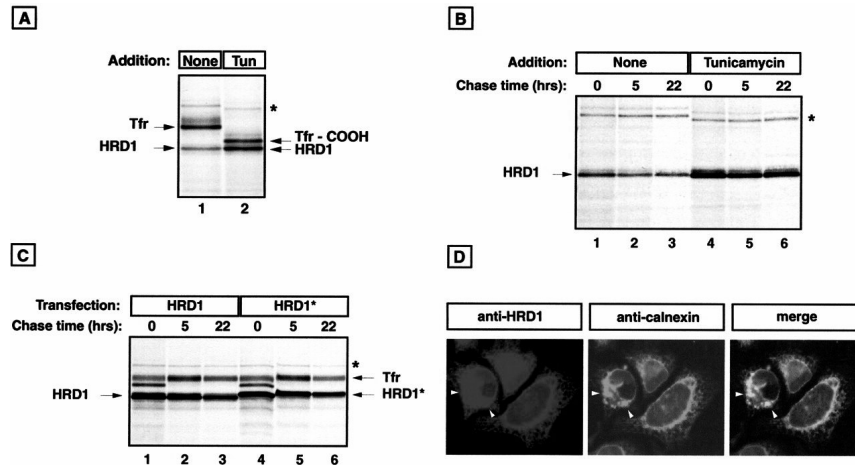 A
Addition: None Tun
*
Tfr
Tfr - COOH
HRD1 HRD1
1 2
B
Addition: None Tunicamycin
Chase time (hrs): 0 5 22 0 5 22
*
HRD1
1 2 3 4 5 6
C
Transfection: HRD1 HRD1*
Chase time (hrs): 0 5 22 0 5 22
*
Tfr
HRD1 HRD1*
1 2 3 4 5 6
D
anti-HRD1 anti-calnexin merge